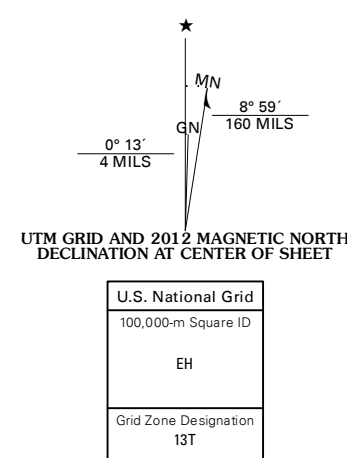 ★
MN
8° 59´
160 MILS
GN
0° 13´
4 MILS
UTM GRID AND 2012 MAGNETIC NORTH
DECLINATION AT CENTER OF SHEET
U.S. National Grid
100,000-m Square ID
EH
Grid Zone Designation
13T